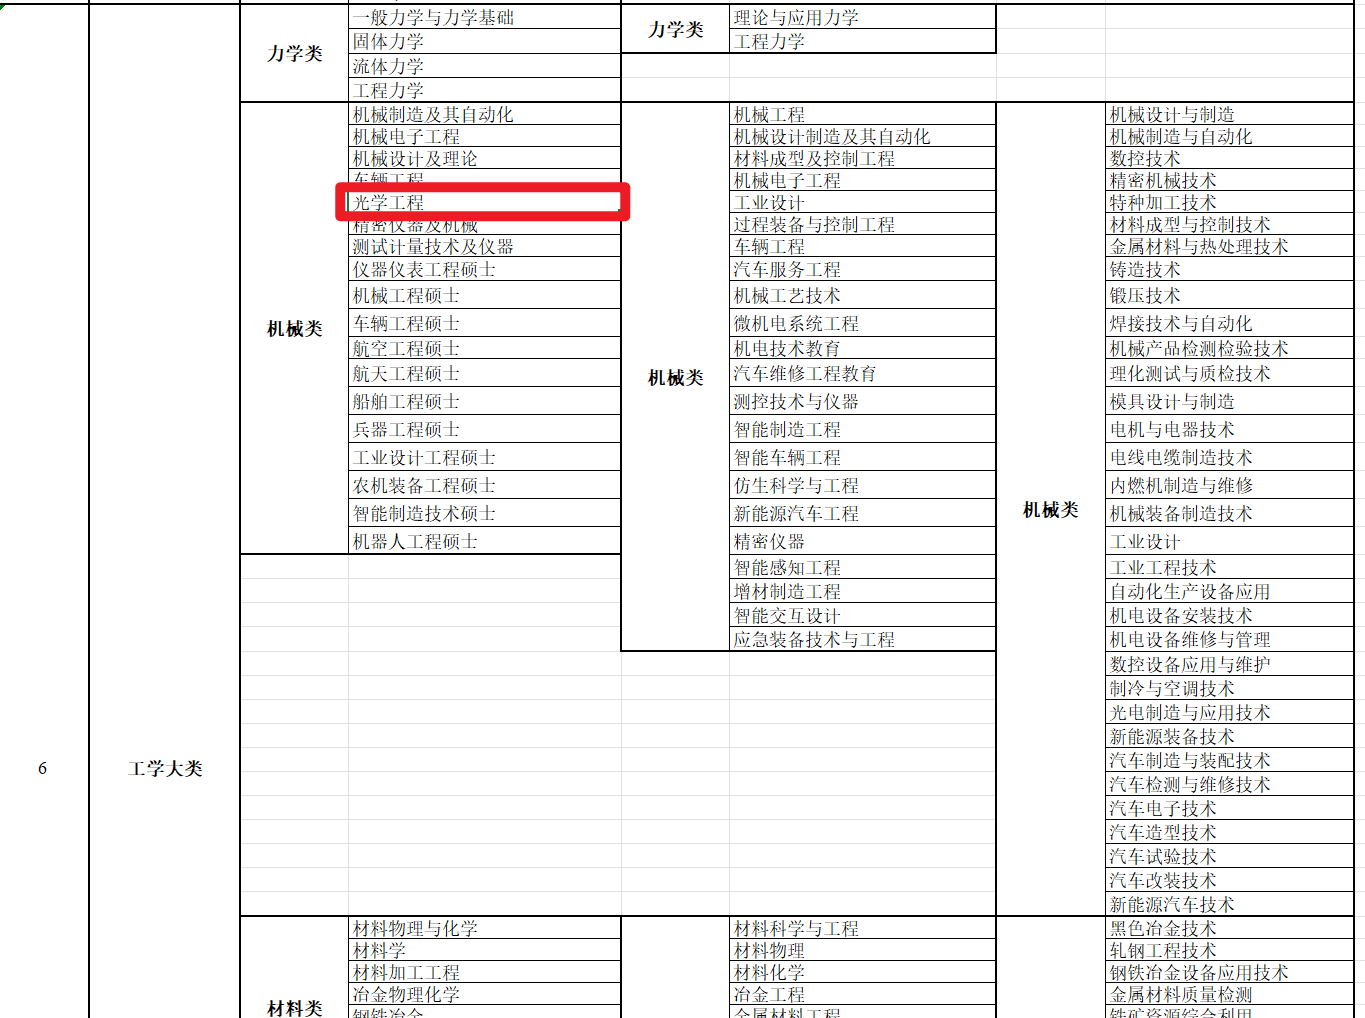 一般力学与力学基础
固体力学
流体力学
工程力学
力学类
理论与应用力学
工程力学
力学类
机械制造及其自动化
机械电子工程
机械设计及理论
车辆工程
光学工程
精密仪器及机械
测试计量技术及仪器
仪器仪表工程硕士
机械工程硕士
车辆工程硕士
航空工程硕士
航天工程硕士
船舶工程硕士
兵器工程硕士
工业设计工程硕士
农机装备工程硕士
智能制造技术硕士
机器人工程硕士
机械类
机械工程
机械设计制造及其自动化
材料成型及控制工程
机械电子工程
工业设计
过程装备与控制工程
车辆工程
汽车服务工程
机械工艺技术
微机电系统工程
机电技术教育
汽车维修工程教育
测控技术与仪器
智能制造工程
智能车辆工程
仿生科学与工程
新能源汽车工程
精密仪器
智能感知工程
增材制造工程
智能交互设计
应急装备技术与工程
机械类
机械设计与制造
机械制造与自动化
数控技术
精密机械技术
特种加工技术
材料成型与控制技术
金属材料与热处理技术
铸造技术
锻压技术
焊接技术与自动化
机械产品检测检验技术
理化测试与质检技术
模具设计与制造
电机与电器技术
电线电缆制造技术
内燃机制造与维修
机械装备制造技术
工业设计
工业工程技术
自动化生产设备应用
机电设备安装技术
机电设备维修与管理
数控设备应用与维护
制冷与空调技术
光电制造与应用技术
新能源装备技术
汽车制造与装配技术
汽车检测与维修技术
汽车电子技术
汽车造型技术
汽车试验技术
汽车改装技术
新能源汽车技术
机械类
6
工学大类
材料物理与化学
材料学
材料加工工程
冶金物理化学
钢铁冶金
材料类
材料科学与工程
材料物理
材料化学
冶金工程
金属材料工程
黑色冶金技术
轧钢工程技术
钢铁冶金设备应用技术
金属材料质量检测
铁矿资源综合利用